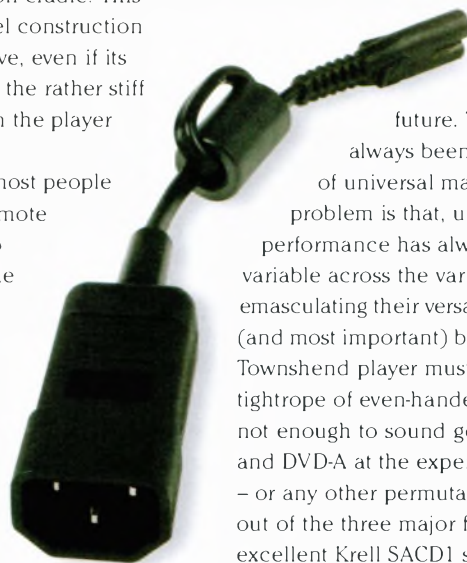 on cradle. This
el construction
ve, even if its
the rather stiff
n the player
most people
mote
e
future.
always been
of universal ma
problem is that, u
performance has alw
variable across the var
emasculating their versa
(and most important) b
Townshend player must
tightrope of even-hande
not enough to sound go
and DVD-A at the expe
– or any other permutat
out of the three major f
excellent Krell SACD1 s